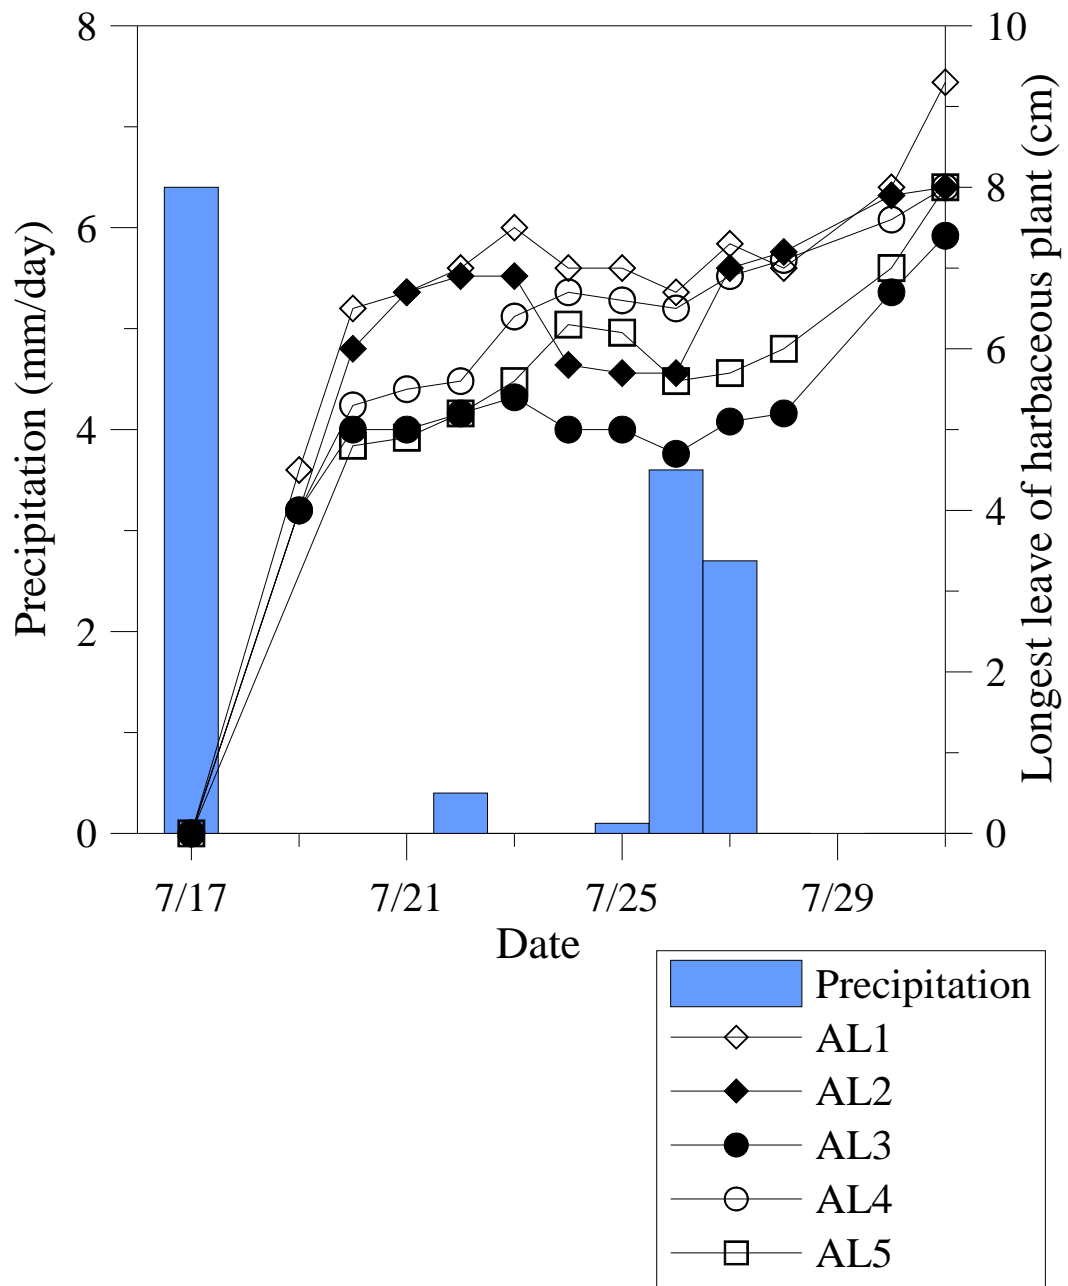 8
6
4
2
0
Precipitation (mm/day)
10
8
6
4
2
0
Longest leave of harbaceous plant (cm)
7/17
7/21
7/25
7/29
Date
Precipitation
AL1
AL2
AL3
AL4
AL5